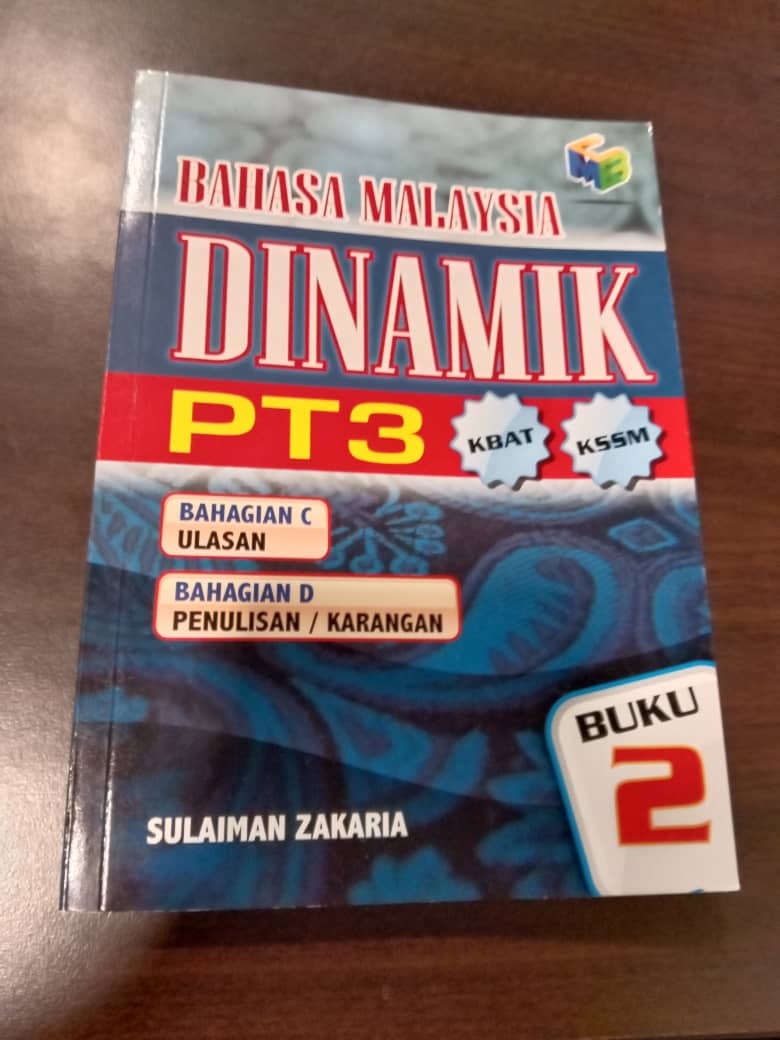 BAHASA MALAYSIA
DINAMIK
PT3
KBAT
KSSM
BAHAGIAN C
ULASAN
BAHAGIAN D
PENULISAN / KARANGAN
BUKU
2
SULAIMAN ZAKARIA